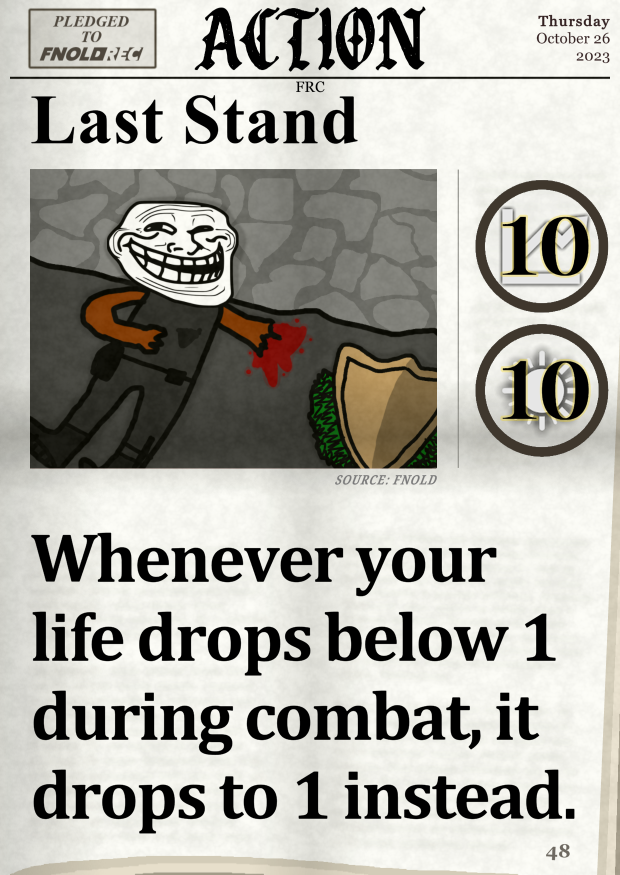 PLEDGED
TO
FNOLDREC
ACTION
Thursday
October 26
2023
FRC
Last Stand
10
10
SOURCE: FNOLD
Whenever your
life drops below 1
during combat, it
drops to 1 instead.
48